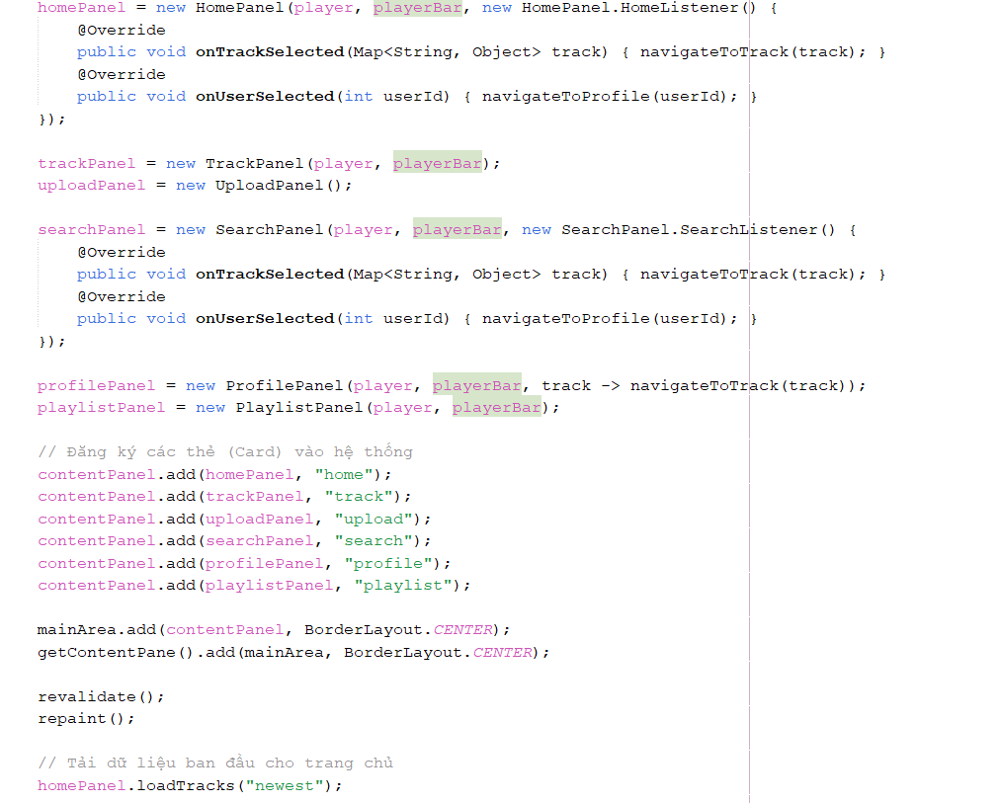 homePanel = new HomePanel(player, playerBar, new HomePanel.HomeListener() {
@Override
public void onTrackSelected(Map<String, Object> track) { navigateToTrack(track); }
@Override
public void onUserSelected(int userId) { navigateToProfile(userId); }
});
trackPanel = new TrackPanel(player, playerBar);
uploadPanel = new UploadPanel();
searchPanel = new SearchPanel(player, playerBar, new SearchPanel.SearchListener() {
@Override
public void onTrackSelected(Map<String, Object> track) { navigateToTrack(track); }
@Override
public void onUserSelected(int userId) { navigateToProfile(userId); }
});
profilePanel = new ProfilePanel(player, playerBar, track -> navigateToTrack(track));
playlistPanel = new PlaylistPanel(player, playerBar);
// Đăng ký các thẻ (Card) vào hệ thống
contentPanel.add(homePanel, "home");
contentPanel.add(trackPanel, "track");
contentPanel.add(uploadPanel, "upload");
contentPanel.add(searchPanel, "search");
contentPanel.add(profilePanel, "profile");
contentPanel.add(playlistPanel, "playlist");
mainArea.add(contentPanel, BorderLayout.CENTER);
getContentPane().add(mainArea, BorderLayout.CENTER);
revalidate();
repaint();
// Tải dữ liệu ban đầu cho trang chủ
homePanel.loadTracks("newest");